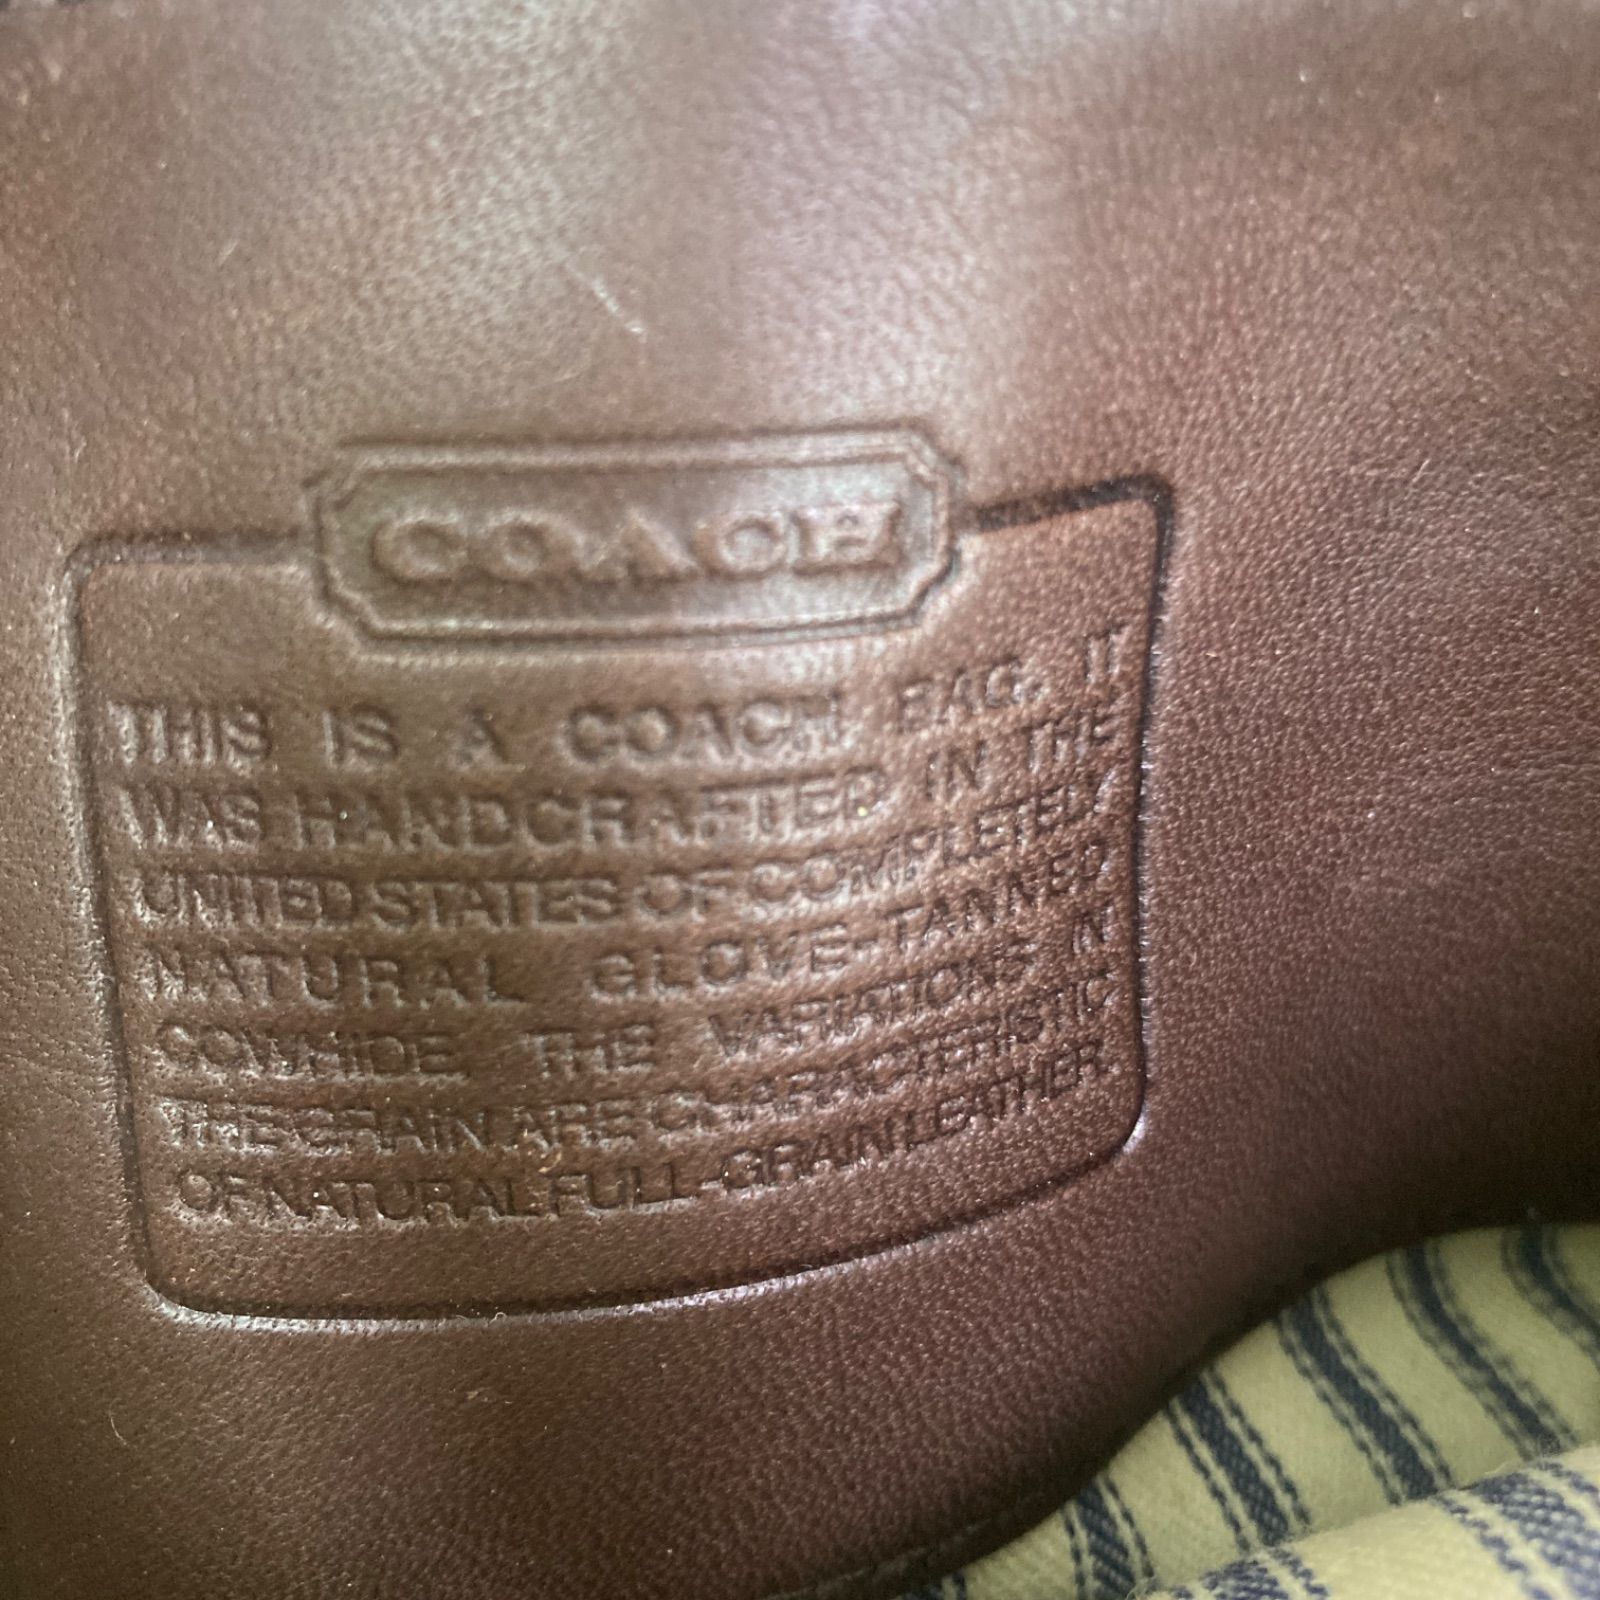 COACH
THIS IS A COACH BAG. IT
WAS HANDCRAFTED IN THE
UNITED STATES OF COMPLETELY
NATURAL GLOVE-TANNED
COWHIDE. THE VARIATIONS IN
THE GRAIN ARE CHARACTERISTIC
OF NATURAL FULL-GRAIN LEATHER.